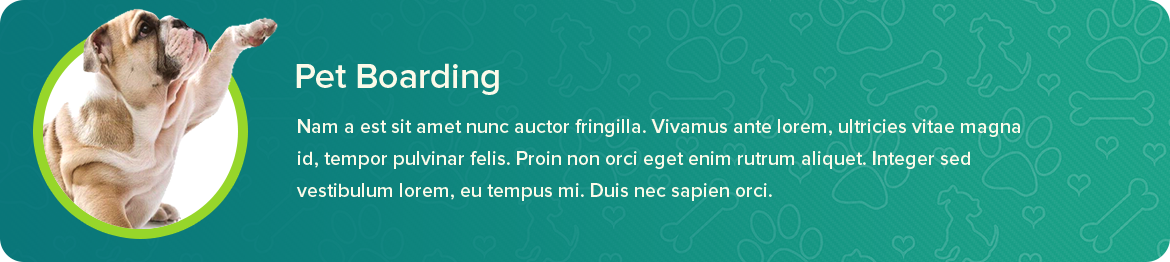 Pet Boarding
Nam a est sit amet nunc auctor fringilla. Vivamus ante lorem, ultricies vitae magna
id, tempor pulvinar felis. Proin non orci eget enim rutrum aliquet. Integer sed
vestibulum lorem, eu tempus mi. Duis nec sapien orci.